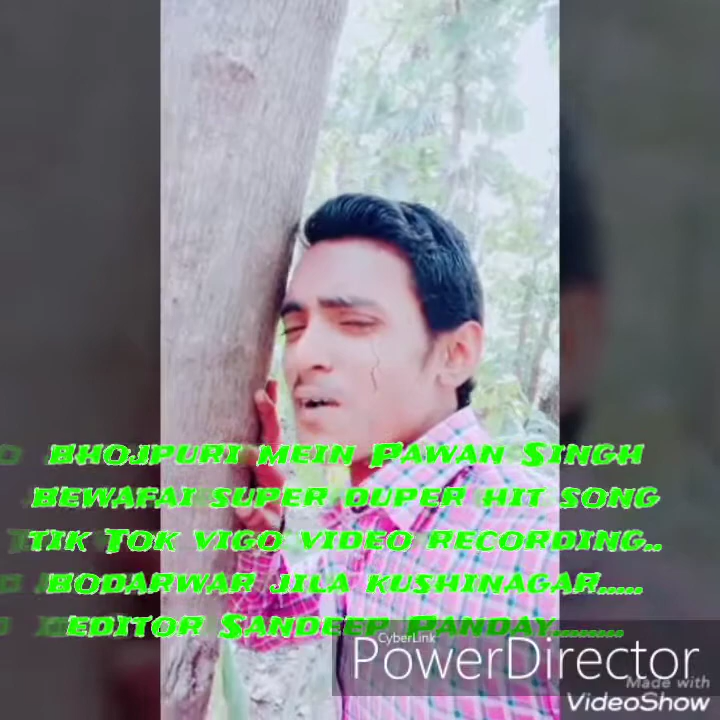 bhojpuri mein Pawan Singh
bewafai super duper hit song
Tik Tok vigo video recording..
bodarwar jila kushinagar.....
editor Sandeep Panday........
CyberLink
PowerDirector
Made with
VideoShow